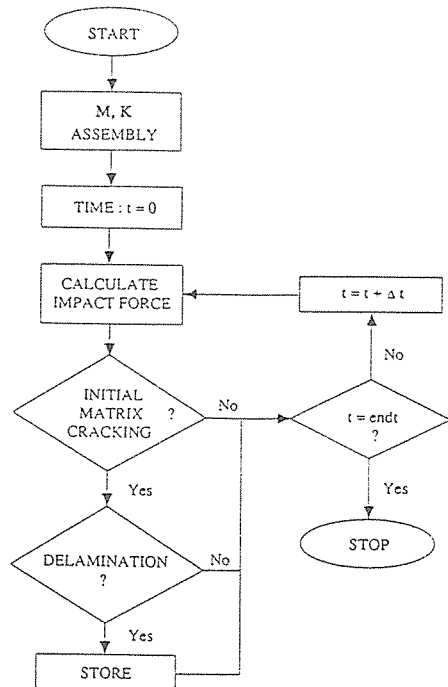 START
M, K
ASSEMBLY
TIME : t = 0
CALCULATE
IMPACT FORCE
t = t + Δ t
No
INITIAL
MATRIX ?
CRACKING
No
t = endt
?
Yes
Yes
STOP
DELAMINATION
?
No
Yes
STORE